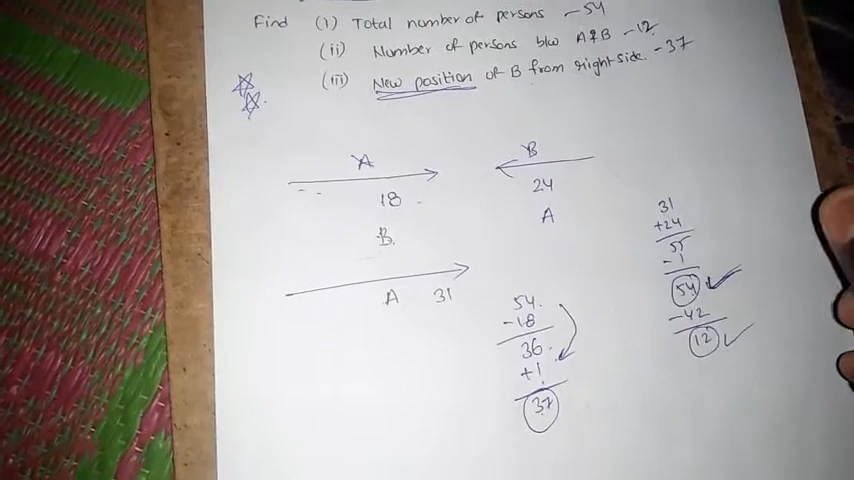 Find (i) Total number of persons - 54
(ii) Number of persons b/w A & B - 12
(iii) New position of B from right side. - 37
A
18
B
B
24
A
A 31
54
-18
36
+1
37
31
+24
55
-1
54
-42
12